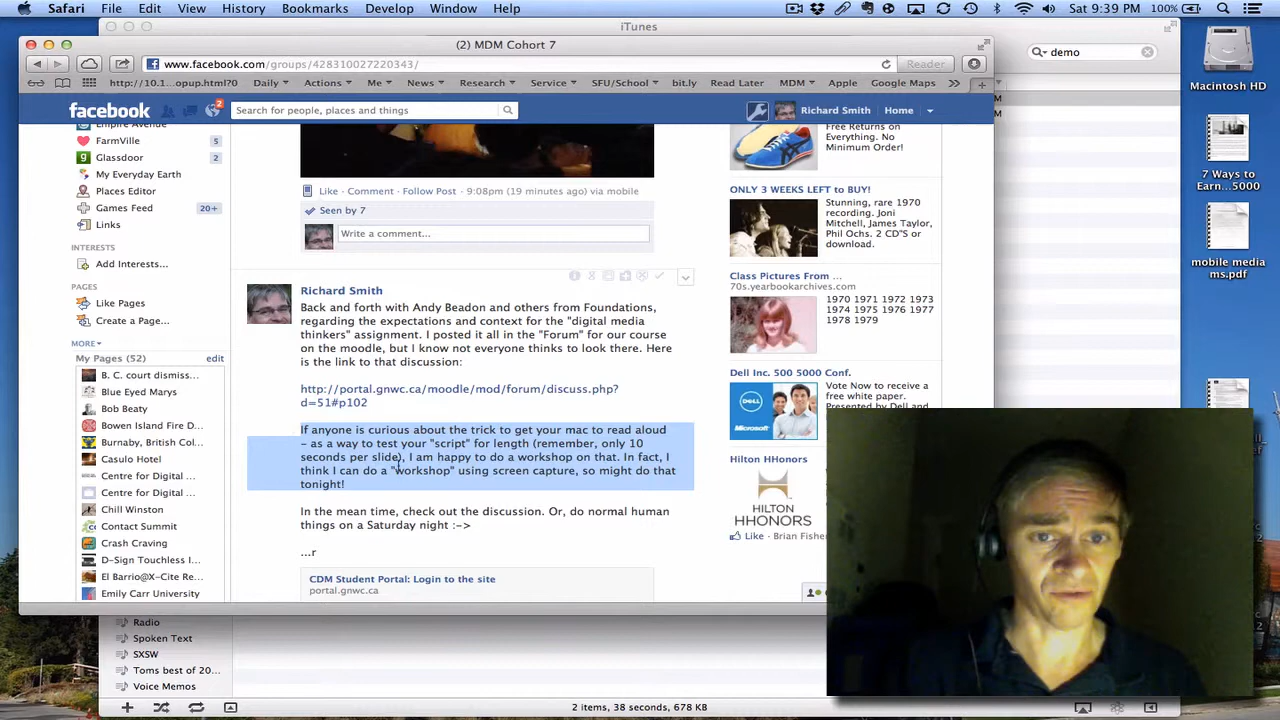 Safari File Edit View History Bookmarks Develop Window Help
100%
Sat 9:39 PM
iTunes
(2) MDM Cohort 7
www.facebook.com/groups/428310027220343/
Reader
demo
http://10.1...opup.html?0 Daily Actions Me News Research Service SFU/School bit.ly Read Later MDM Apple Google Maps
facebook
2
Search for people, places and things
Richard Smith Home
Empire Avenue
FarmVille 5
Glassdoor 2
My Everyday Earth
Places Editor
Games Feed 20+
Links
INTERESTS
Add Interests...
PAGES
Like Pages
Create a Page...
MORE
My Pages (52) edit
B. C. court dismiss...
Blue Eyed Marys
Bob Beaty
Bowen Island Fire D...
Burnaby, British Col...
Casulo Hotel
Centre for Digital ...
Centre for Digital ...
Chill Winston
Contact Summit
Crash Craving
D-Sign Touchless I...
El Barrio@X-Cite Re...
Emily Carr University
Like · Comment · Follow Post · 9:08pm (19 minutes ago) via mobile
Seen by 7
Write a comment...
Richard Smith
Back and forth with Andy Beadon and others from Foundations,
regarding the expectations and context for the "digital media
thinkers" assignment. I posted it all in the "Forum" for our course
on the moodle, but I know not everyone thinks to look there. Here
is the link to that discussion:
http://portal.gnwc.ca/moodle/mod/forum/discuss.php?
d=51#p102
If anyone is curious about the trick to get your mac to read aloud
– as a way to test your "script" for length (remember, only 10
seconds per slide), I am happy to do a workshop on that. In fact, I
think I can do a "workshop" using screen capture, so might do that
tonight!
In the mean time, check out the discussion. Or, do normal human
things on a Saturday night :->
...r
CDM Student Portal: Login to the site
portal.gnwc.ca
Free Returns on
Everything. No
Minimum Order!
ONLY 3 WEEKS LEFT to BUY!
Stunning, rare 1970
recording. Joni
Mitchell, James Taylor,
Phil Ochs. 2 CD"S or
download.
Class Pictures From ...
70s.yearbookarchives.com
1970 1971 1972 1973
1974 1975 1976 1977
1978 1979
Dell Inc. 500 5000 Conf.
DELL
Vote Now to receive a
free white paper.
Presented by Dell and
Hilton HHonors
HILTON
HHONORS
Like · Brian Fisher
Macintosh HD
7 Ways to
Earn...5000
mobile media
ms.pdf
Radio
Spoken Text
SXSW
Toms best of 20...
Voice Memos
2 items, 38 seconds, 678 KB